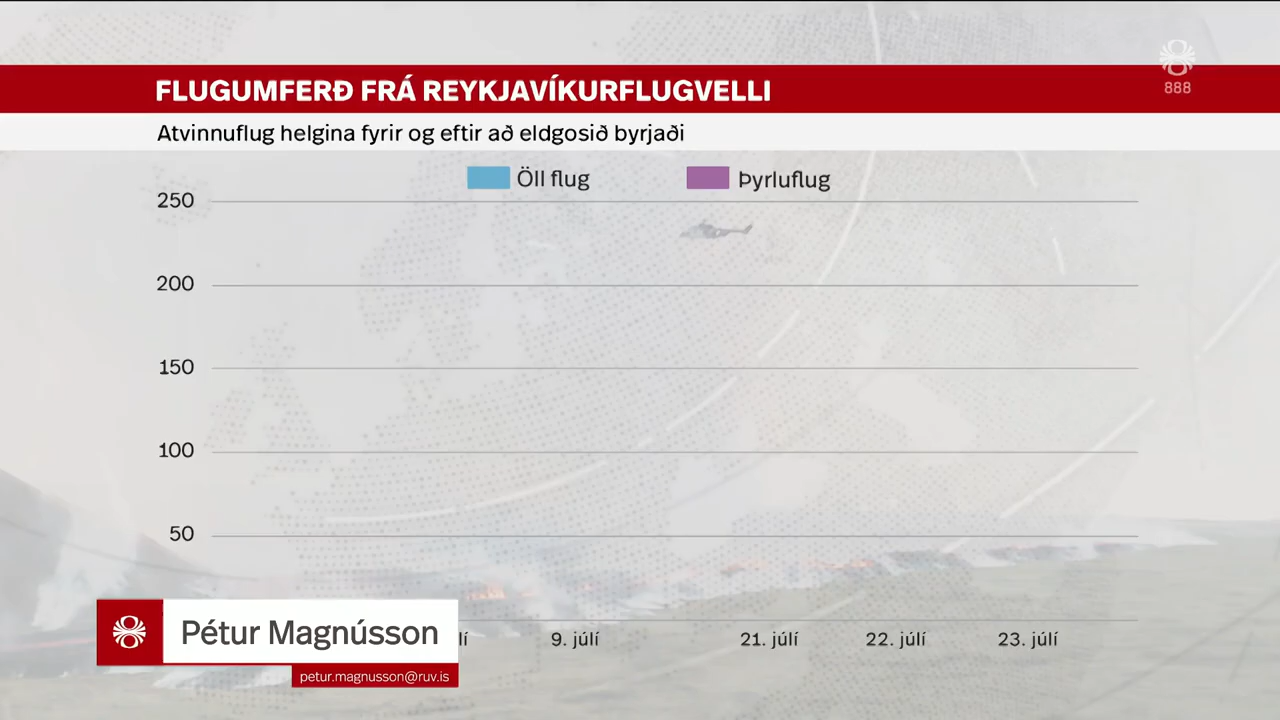 FLUGUMFERÐ FRÁ REYKJAVÍKURFLUGVELLI
888
Atvinnuflug helgina fyrir og eftir að eldgosið byrjaði
Öll flug
Þyrluflug
250
200
150
100
50
9. júlí
21. júlí
22. júlí
23. júlí
Pétur Magnússon
petur.magnusson@ruv.is